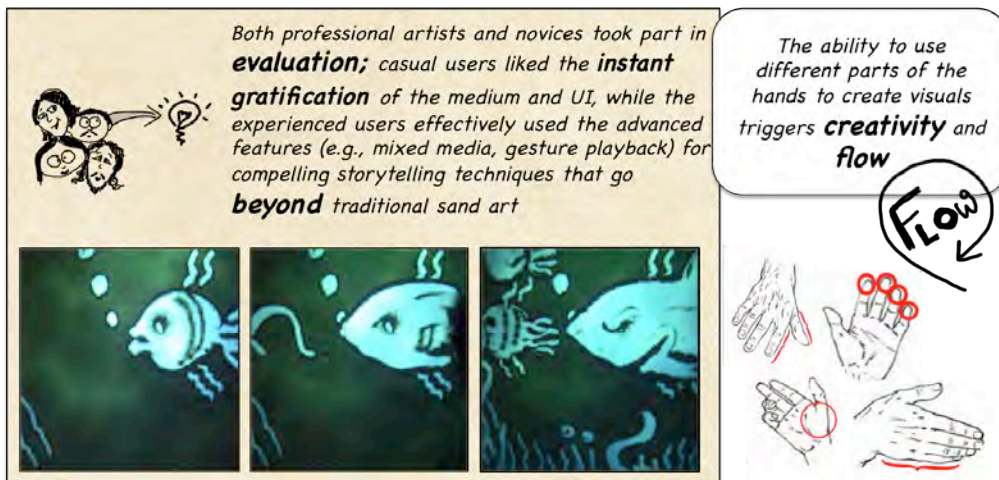 Both professional artists and novices took part in
evaluation; casual users liked the instant
gratification of the medium and UI, while the
experienced users effectively used the advanced
features (e.g., mixed media, gesture playback) for
compelling storytelling techniques that go
beyond traditional sand art
The ability to use
different parts of the
hands to create visuals
triggers creativity and
flow
FLOW